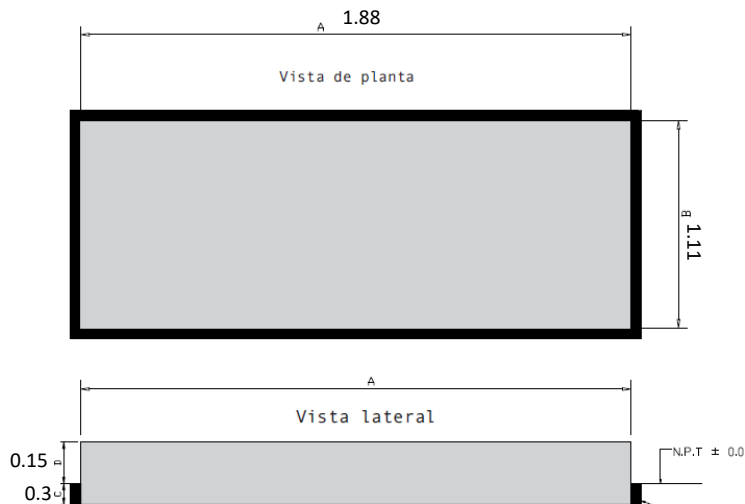 A 1.88
Vista de planta
B 1.11
A
Vista lateral
0.15 D
N.P.T ± 0.0
0.3 C